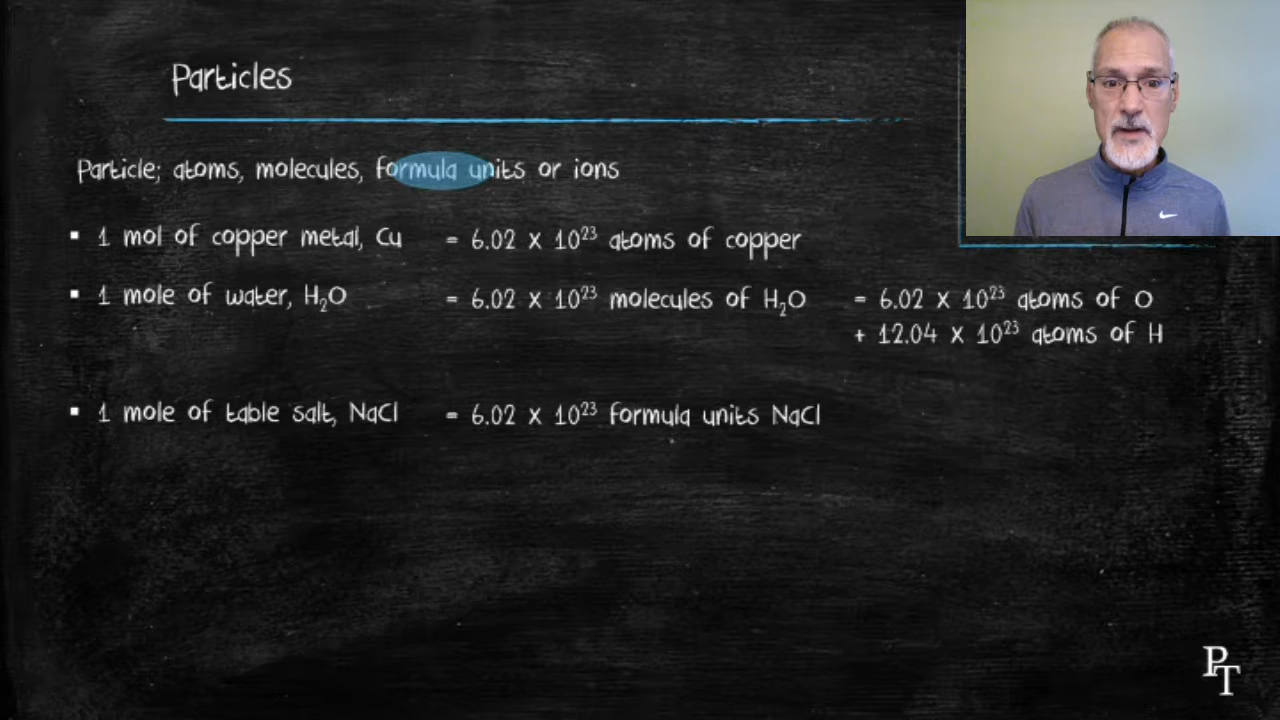 Particles
Particle; atoms, molecules, formula units or ions
▪ 1 mol of copper metal, Cu = 6.02 X 10²³ atoms of copper
▪ 1 mole of water, H₂O = 6.02 X 10²³ molecules of H₂O = 6.02 X 10²³ atoms of O
+ 12.04 X 10²³ atoms of H
▪ 1 mole of table salt, NaCl = 6.02 X 10²³ formula units NaCl
PT